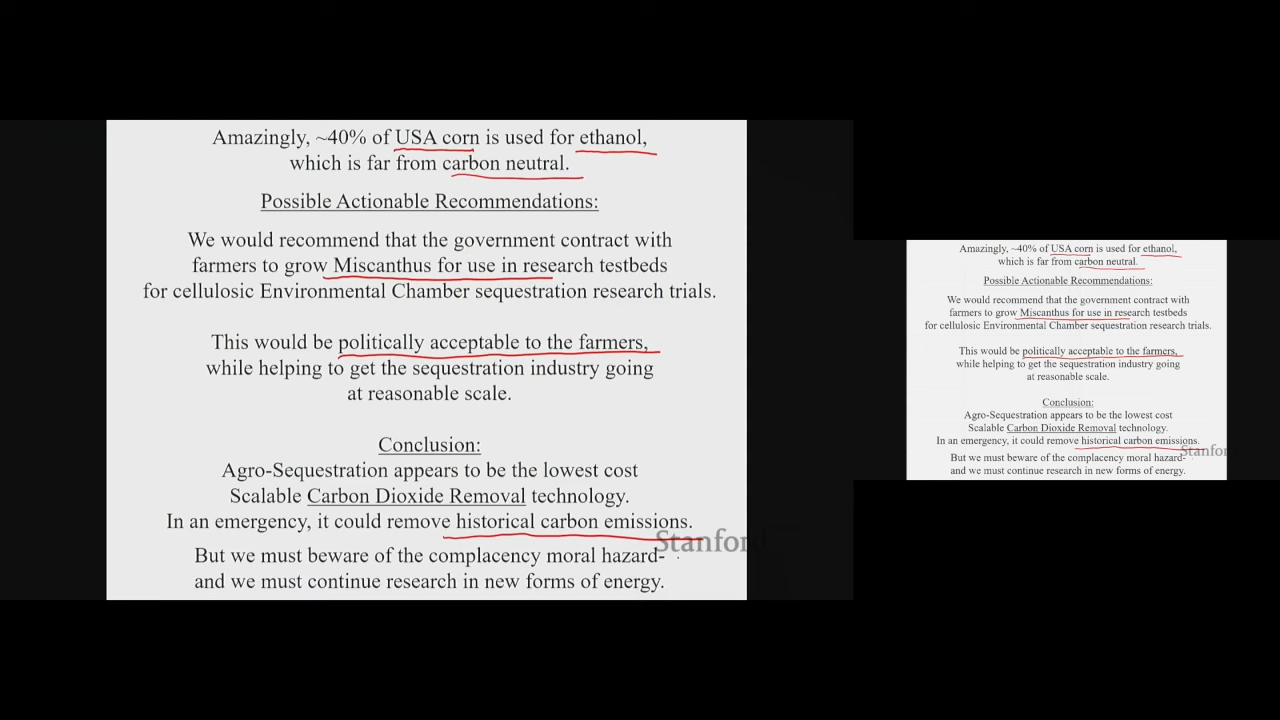 Amazingly, ~40% of USA corn is used for ethanol,
which is far from carbon neutral.
Possible Actionable Recommendations:
We would recommend that the government contract with
farmers to grow Miscanthus for use in research testbeds
for cellulosic Environmental Chamber sequestration research trials.
This would be politically acceptable to the farmers,
while helping to get the sequestration industry going
at reasonable scale.
Conclusion:
Agro-Sequestration appears to be the lowest cost
Scalable Carbon Dioxide Removal technology.
In an emergency, it could remove historical carbon emissions.
Stanford
But we must beware of the complacency moral hazard-
and we must continue research in new forms of energy.
Amazingly, ~40% of USA corn is used for ethanol,
which is far from carbon neutral.
Possible Actionable Recommendations:
We would recommend that the government contract with
farmers to grow Miscanthus for use in research testbeds
for cellulosic Environmental Chamber sequestration research trials.
This would be politically acceptable to the farmers,
while helping to get the sequestration industry going
at reasonable scale.
Conclusion:
Agro-Sequestration appears to be the lowest cost
Scalable Carbon Dioxide Removal technology.
In an emergency, it could remove historical carbon emissions.
Stanford
But we must beware of the complacency moral hazard-
and we must continue research in new forms of energy.